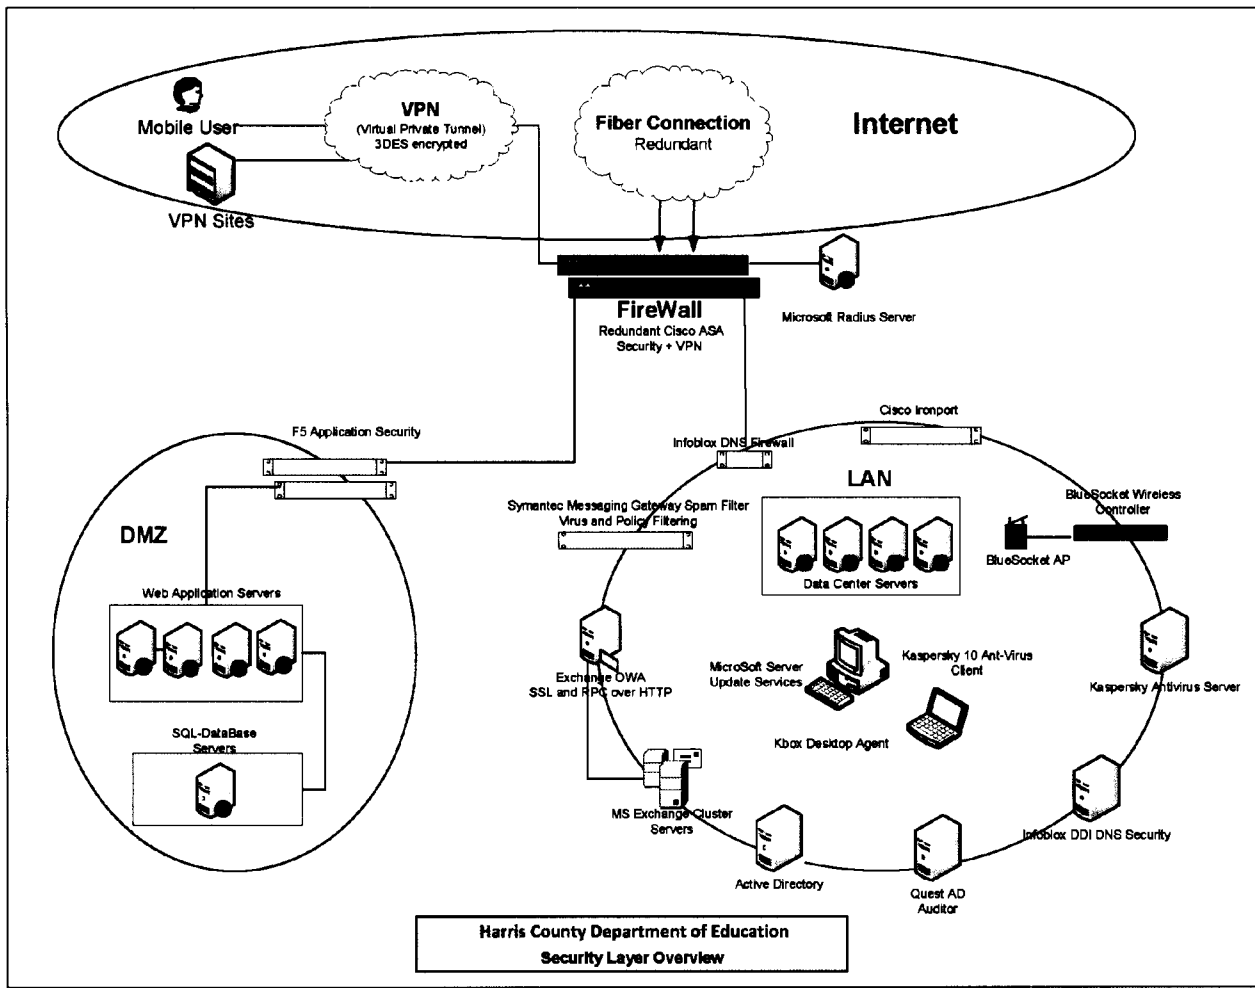 Internet
VPN
(Virtual Private Tunnel)
3DES encrypted
Fiber Connection
Redundant
Mobile User
VPN Sites
FireWall
Redundant Cisco ASA
Security + VPN
Microsoft Radius Server
F5 Application Security
DMZ
Web Application Servers
SQL-DataBase
Servers
Cisco Ironport
Infoblox DNS Firewall
LAN
Symantec Messaging Gateway Spam Filter
Virus and Policy Filtering
BlueSocket Wireless
Controller
BlueSocket AP
Data Center Servers
Exchange OWA
SSL and RPC over HTTP
MicroSoft Server
Update Services
Kaspersky 10 Ant-Virus
Client
Kaspersky Antivirus Server
Kbox Desktop Agent
MS Exchange Cluster
Servers
Infoblox DDI DNS Security
Active Directory
Quest AD
Auditor
Harris County Department of Education
Security Layer Overview